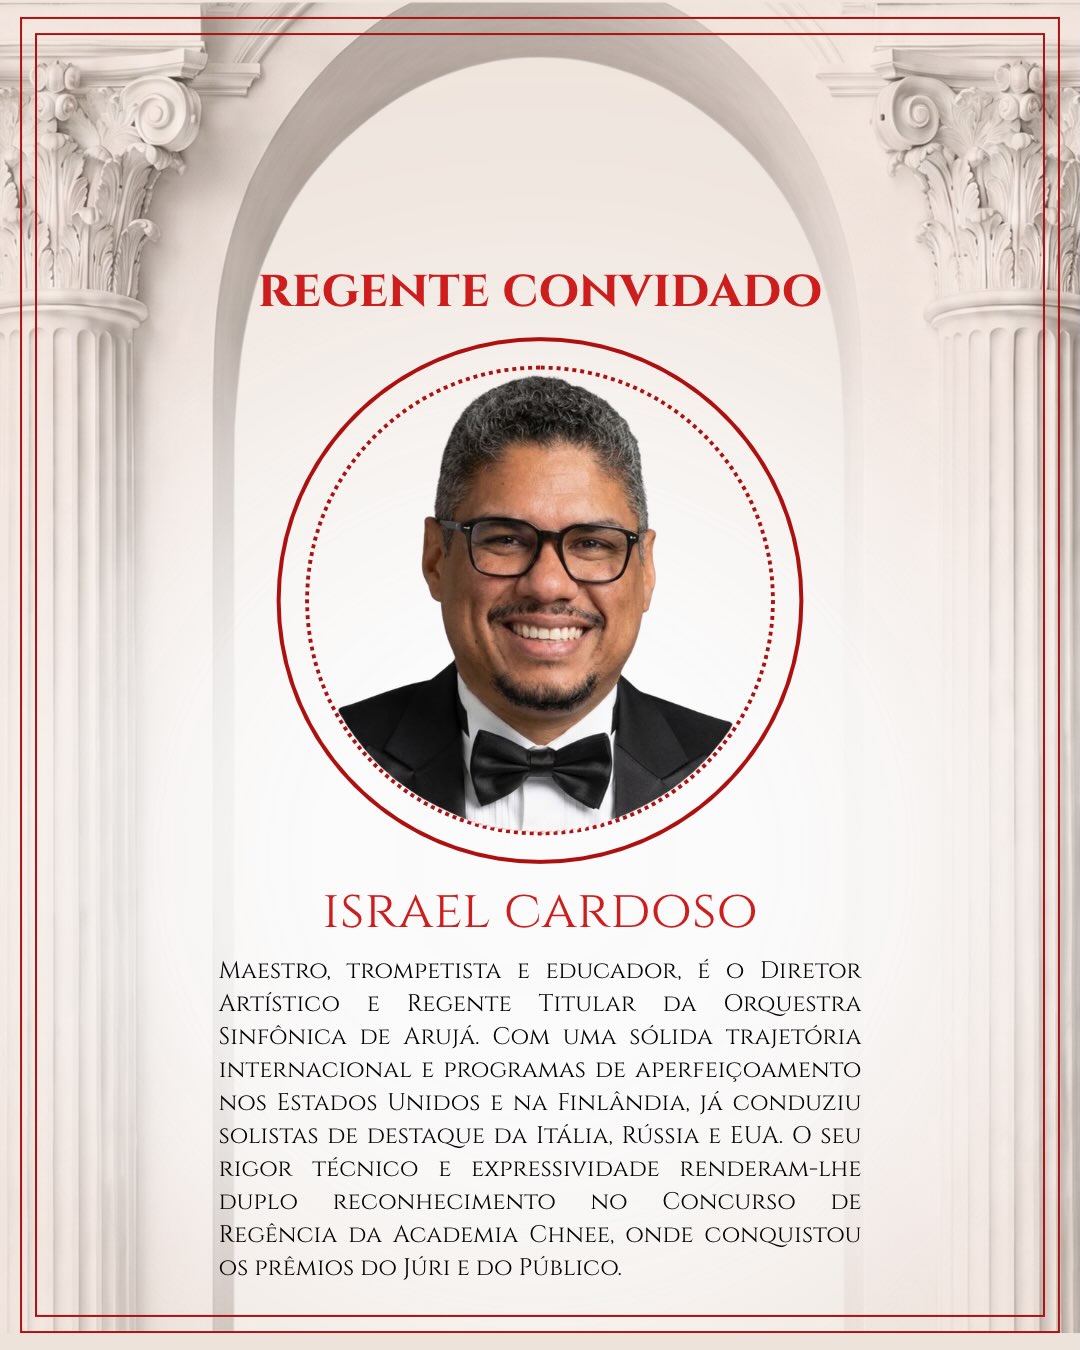 REGENTE CONVIDADO
ISRAEL CARDOSO
Maestro, trompetista e educador, é o Diretor
Artístico e Regente Titular da Orquestra
Sinfônica de Arujá. Com uma sólida trajetória
internacional e programas de aperfeiçoamento
nos Estados Unidos e na Finlândia, já conduziu
solistas de destaque da Itália, Rússia e EUA. O seu
rigor técnico e expressividade renderam-lhe
duplo reconhecimento no Concurso de
Regência da Academia Chnee, onde conquistou
os prêmios do Júri e do Público.